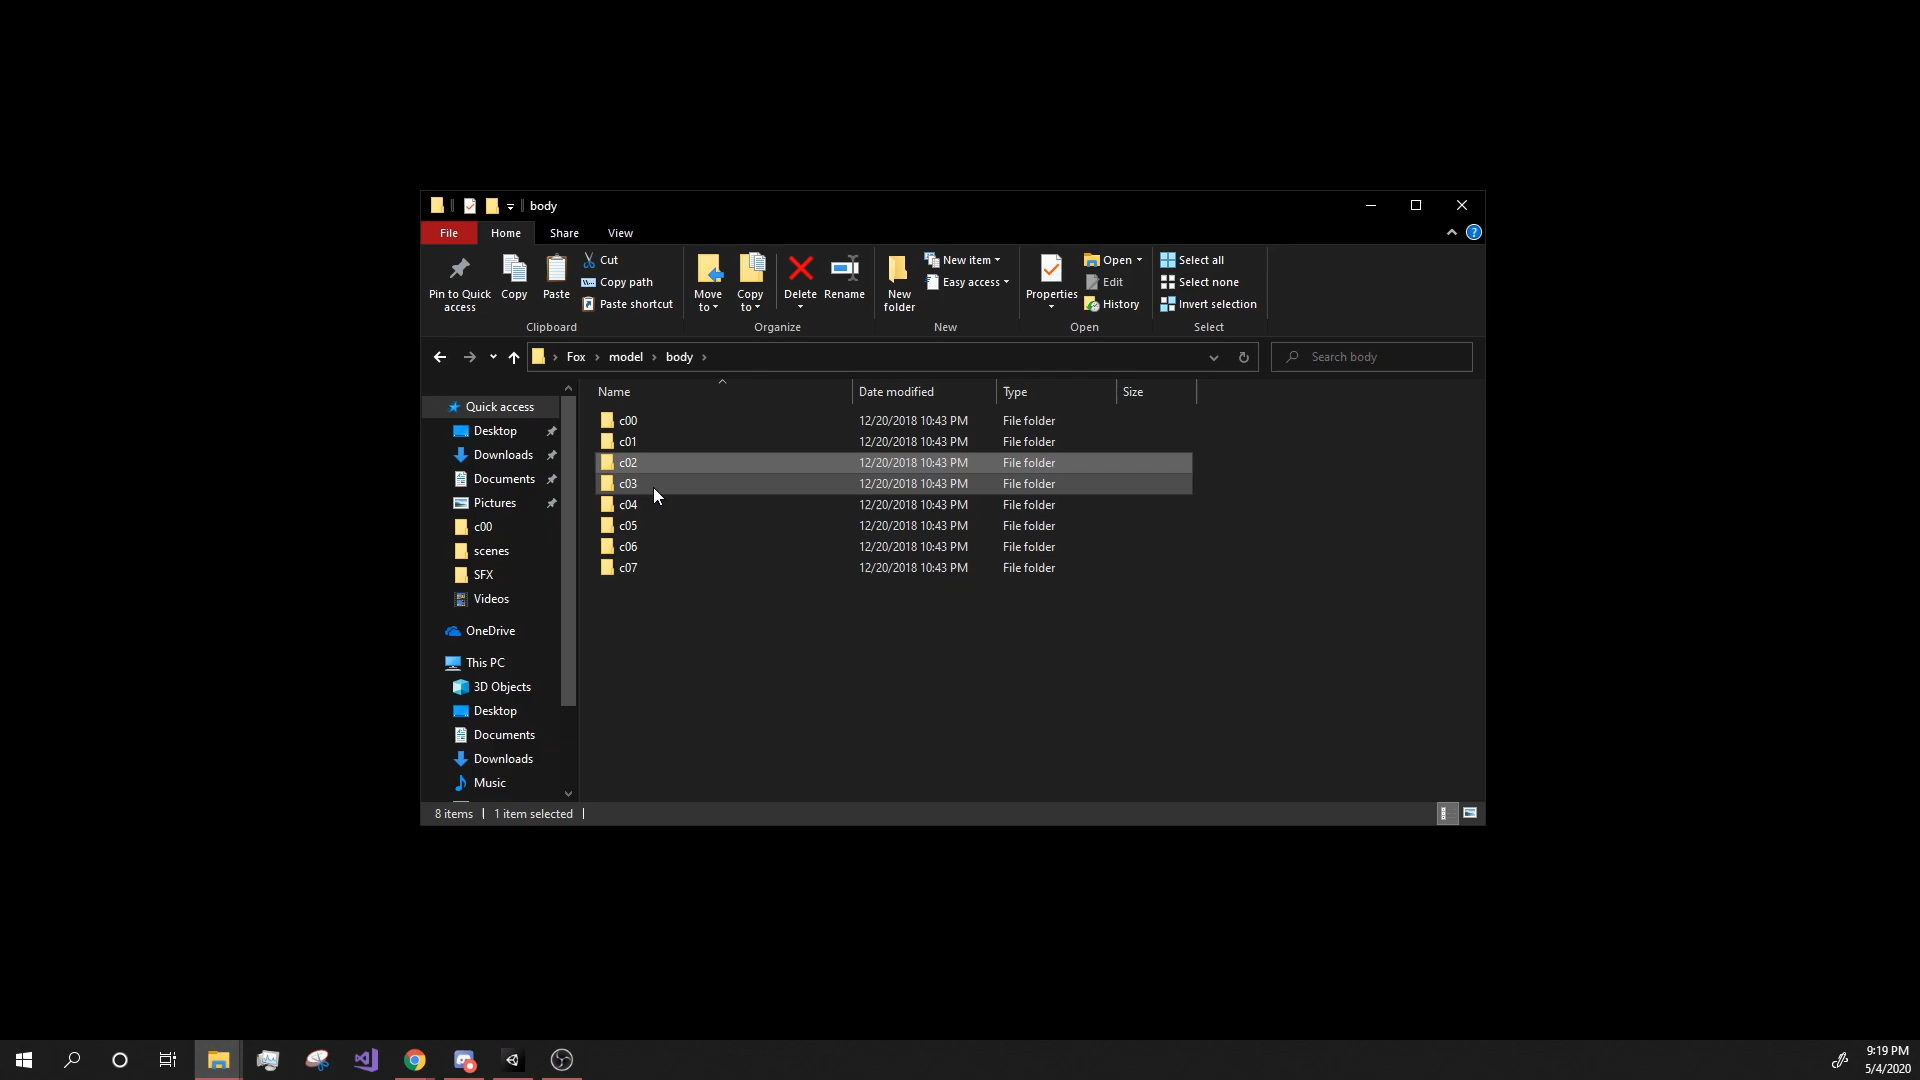 body
File Home Share View
Pin to Quick access
Copy
Paste
Cut
Copy path
Paste shortcut
Clipboard
Move to
Copy to
Delete
Rename
Organize
New folder
New item
Easy access
New
Properties
Open
Edit
History
Open
Select all
Select none
Invert selection
Select
Fox model body
Search body
Quick access
Desktop
Downloads
Documents
Pictures
c00
scenes
SFX
Videos
OneDrive
This PC
3D Objects
Desktop
Documents
Downloads
Music
Name Date modified Type Size
c00 12/20/2018 10:43 PM File folder
c01 12/20/2018 10:43 PM File folder
c02 12/20/2018 10:43 PM File folder
c03 12/20/2018 10:43 PM File folder
c04 12/20/2018 10:43 PM File folder
c05 12/20/2018 10:43 PM File folder
c06 12/20/2018 10:43 PM File folder
c07 12/20/2018 10:43 PM File folder
8 items 1 item selected
9:19 PM
5/4/2020